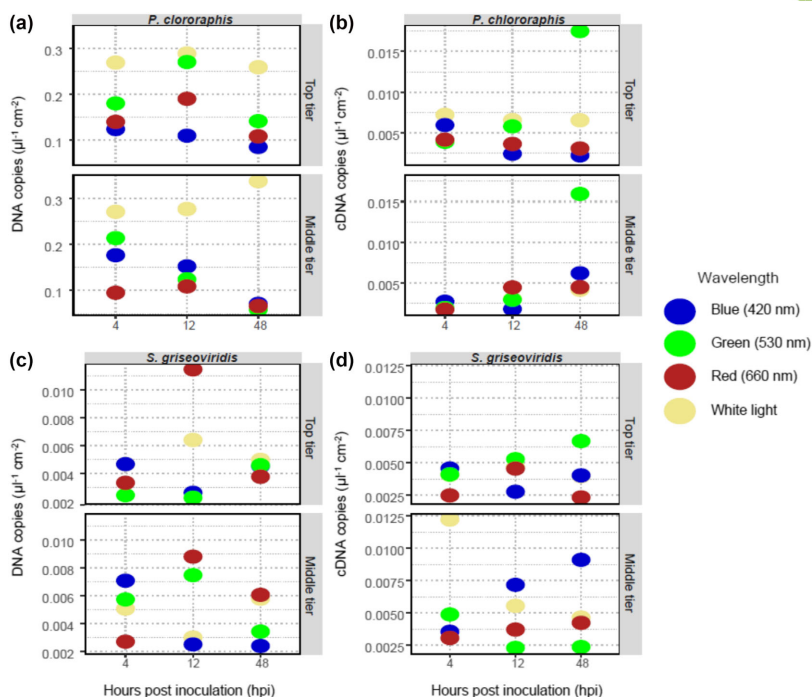 (a)
P. clororaphis
DNA copies (µl⁻¹ cm⁻²)
0.3
0.2
0.1
Top tier
0.3
0.2
0.1
Middle tier
4 12 48
(b)
P. chlororaphis
cDNA copies (µl⁻¹ cm⁻²)
0.015
0.010
0.005
Top tier
0.015
0.010
0.005
Middle tier
4 12 48
Wavelength
Blue (420 nm)
Green (530 nm)
Red (660 nm)
White light
(c)
S. griseoviridis
DNA copies (µl⁻¹ cm⁻²)
0.010
0.008
0.006
0.004
0.002
Top tier
0.010
0.008
0.006
0.004
0.002
Middle tier
4 12 48
Hours post inoculation (hpi)
(d)
S. griseoviridis
cDNA copies (µl⁻¹ cm⁻²)
0.0125
0.0100
0.0075
0.0050
0.0025
Top tier
0.0125
0.0100
0.0075
0.0050
0.0025
Middle tier
4 12 48
Hours post inoculation (hpi)